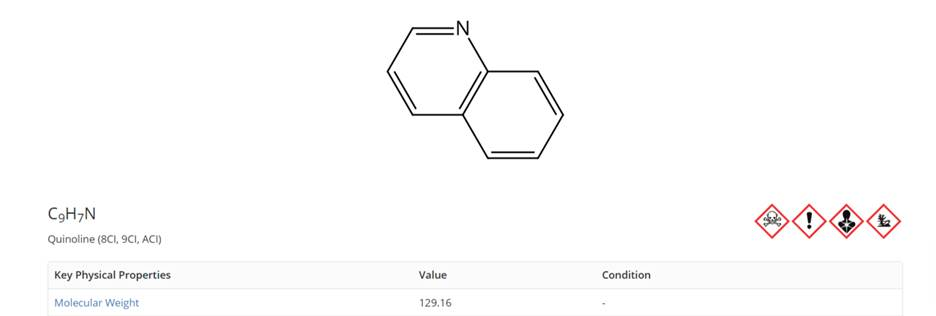 N
C₉H₇N
Quinoline (8CI, 9CI, ACI)
Key Physical Properties Value Condition
Molecular Weight 129.16 -